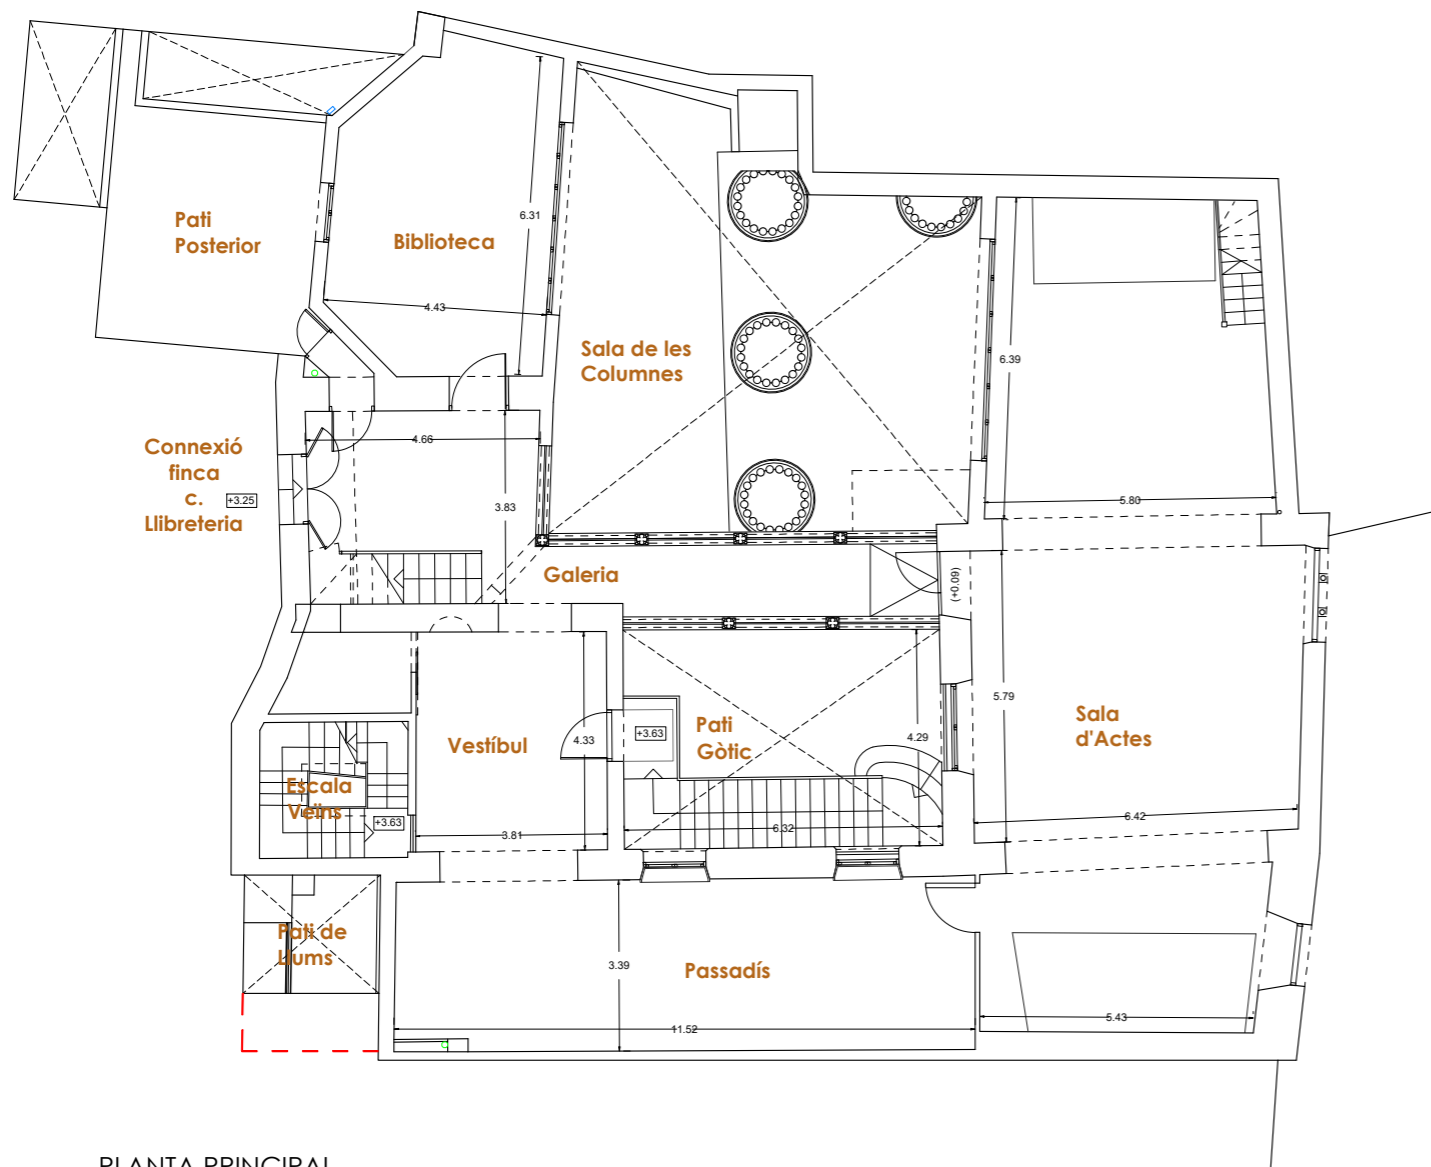 Pati
Posterior
Biblioteca
6.31
4.43
Sala de les
Columnes
6.39
5.80
Connexió
finca
c.
Llibreteria
+3.25
4.66
3.83
Galeria
(+0.09)
Vestíbul
4.33
3.81
+3.63
Pati
Gòtic
4.29
6.32
5.79
Sala
d'Actes
6.42
Escala
Veïns
+3.63
Pati de
Llums
3.39
Passadís
11.52
5.43
PLANTA PRINCIPAL